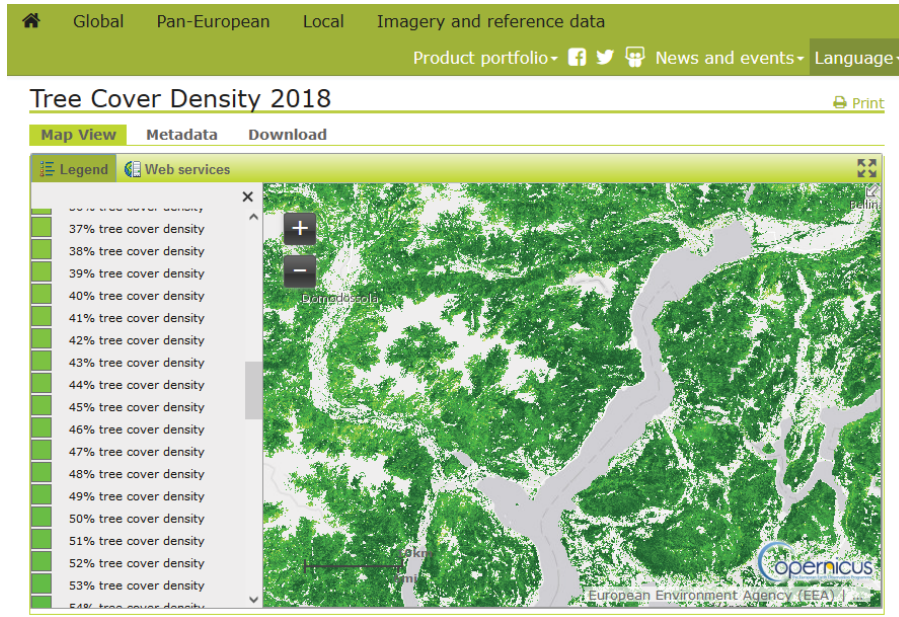 Global Pan-European Local Imagery and reference data
Product portfolio News and events Language
Tree Cover Density 2018
Print
Map View Metadata Download
Legend Web services
37% tree cover density
38% tree cover density
39% tree cover density
40% tree cover density
41% tree cover density
42% tree cover density
43% tree cover density
44% tree cover density
45% tree cover density
46% tree cover density
47% tree cover density
48% tree cover density
49% tree cover density
50% tree cover density
51% tree cover density
52% tree cover density
53% tree cover density
54% tree cover density
+
−
Bellin
Domodossola
opernicus
European Environment Agency (EEA) | ...